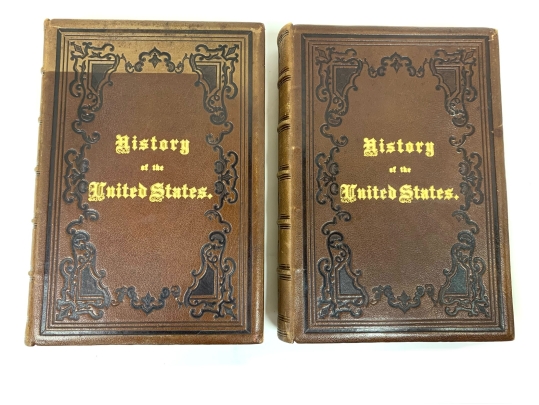 History
of the
United States.
History
of the
United States.